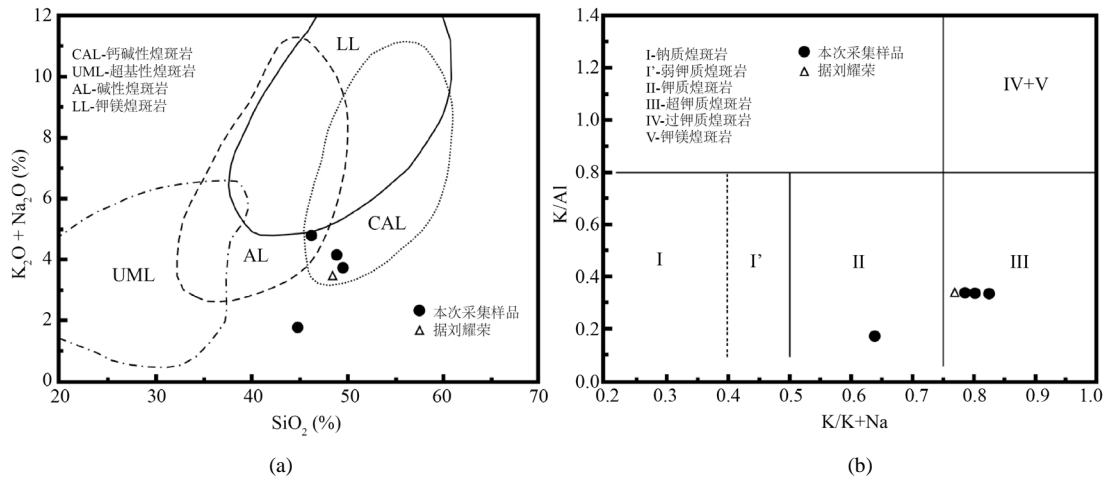 12
10
8
6
4
2
0
20
30
40
50
60
70
K₂O + Na₂O (%)
SiO₂ (%)
CAL-钙碱性煌斑岩
UML-超基性煌斑岩
AL-碱性煌斑岩
LL-钾镁煌斑岩
LL
CAL
AL
UML
本次采集样品
据刘耀荣
(a)
1.4
1.2
1.0
0.8
0.6
0.4
0.2
0.0
0.2
0.3
0.4
0.5
0.6
0.7
0.8
0.9
1.0
K/Al
K/K+Na
I-钠质煌斑岩
I’-弱钾质煌斑岩
II-钾质煌斑岩
III-超钾质煌斑岩
IV-过钾质煌斑岩
V-钾镁煌斑岩
本次采集样品
据刘耀荣
IV+V
I
I’
II
III
(b)